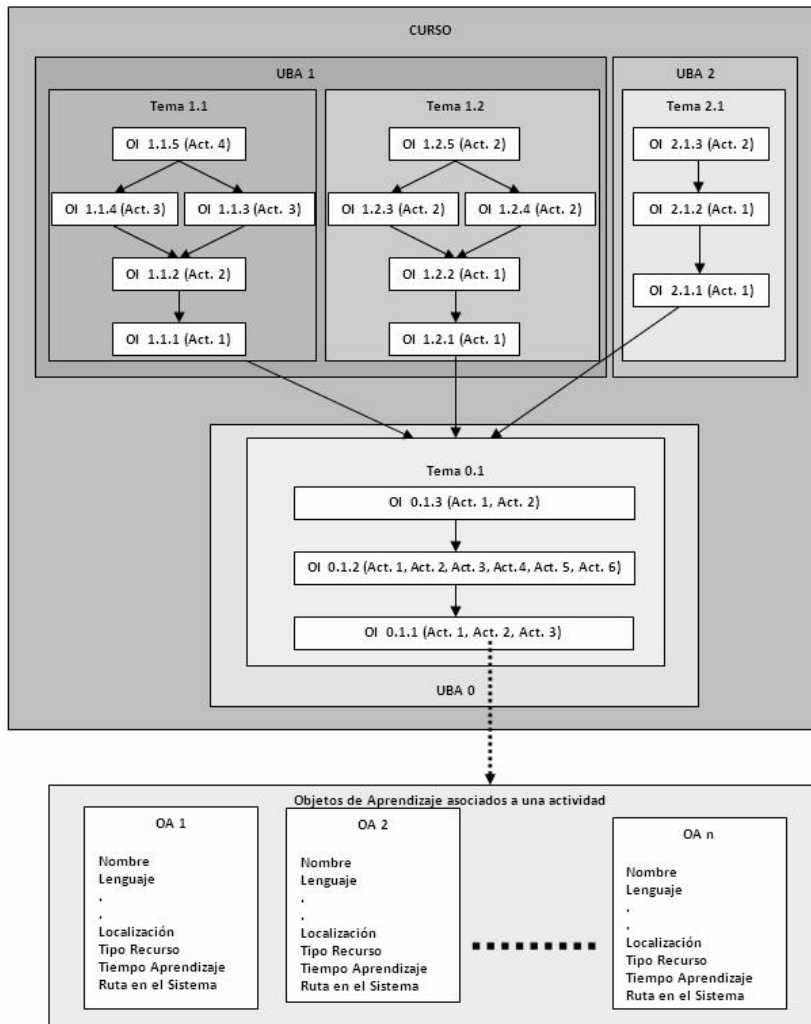 CURSO
UBA 1
Tema 1.1
OI 1.1.5 (Act. 4)
OI 1.1.4 (Act. 3)
OI 1.1.3 (Act. 3)
OI 1.1.2 (Act. 2)
OI 1.1.1 (Act. 1)
Tema 1.2
OI 1.2.5 (Act. 2)
OI 1.2.3 (Act. 2)
OI 1.2.4 (Act. 2)
OI 1.2.2 (Act. 1)
OI 1.2.1 (Act. 1)
UBA 2
Tema 2.1
OI 2.1.3 (Act. 2)
OI 2.1.2 (Act. 1)
OI 2.1.1 (Act. 1)
Tema 0.1
OI 0.1.3 (Act. 1, Act. 2)
OI 0.1.2 (Act. 1, Act. 2, Act. 3, Act.4, Act. 5, Act. 6)
OI 0.1.1 (Act. 1, Act. 2, Act. 3)
UBA 0
Objetos de Aprendizaje asociados a una actividad
OA 1
Nombre
Lenguaje
.
.
Localización
Tipo Recurso
Tiempo Aprendizaje
Ruta en el Sistema
OA 2
Nombre
Lenguaje
.
.
Localización
Tipo Recurso
Tiempo Aprendizaje
Ruta en el Sistema
OA n
Nombre
Lenguaje
.
.
Localización
Tipo Recurso
Tiempo Aprendizaje
Ruta en el Sistema